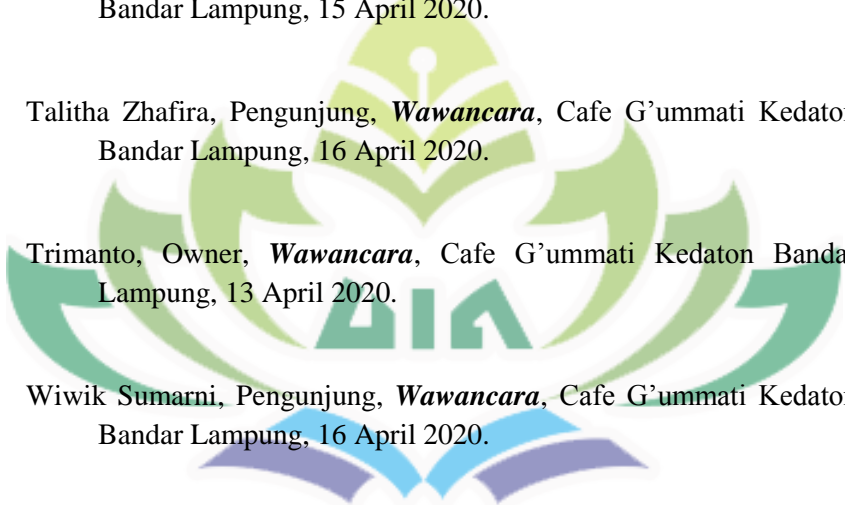 Bandar Lampung, 15 April 2020.
Talitha Zhafira, Pengunjung, Wawancara, Cafe G'ummati Kedaton
Bandar Lampung, 16 April 2020.
Trimanto, Owner, Wawancara, Cafe G'ummati Kedaton Bandar
Lampung, 13 April 2020.
Wiwik Sumarni, Pengunjung, Wawancara, Cafe G'ummati Kedaton
Bandar Lampung, 16 April 2020.